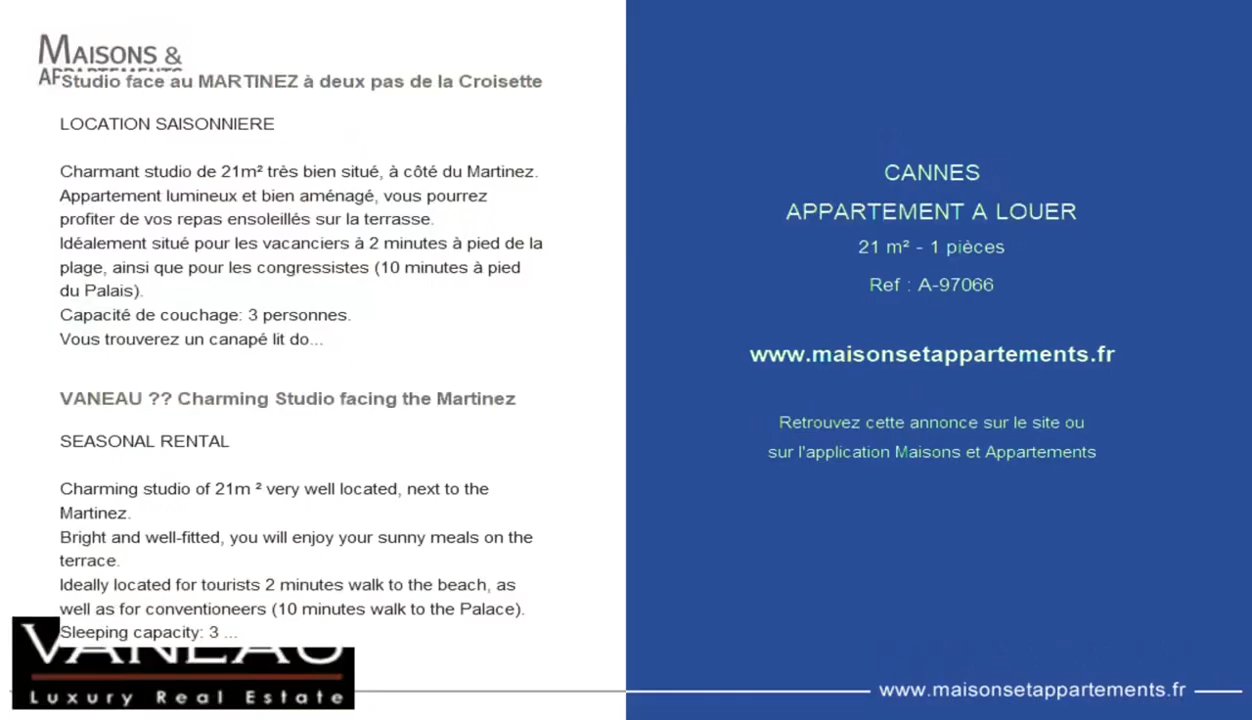 MAISONS &
Studio face au MARTINEZ à deux pas de la Croisette
LOCATION SAISONNIERE
Charmant studio de 21m² très bien situé, à côté du Martinez.
Appartement lumineux et bien aménagé, vous pourrez
profiter de vos repas ensoleillés sur la terrasse.
Idéalement situé pour les vacanciers à 2 minutes à pied de la
plage, ainsi que pour les congressistes (10 minutes à pied
du Palais).
Capacité de couchage: 3 personnes.
Vous trouverez un canapé lit do...
VANEAU ?? Charming Studio facing the Martinez
SEASONAL RENTAL
Charming studio of 21m ² very well located, next to the
Martinez.
Bright and well-fitted, you will enjoy your sunny meals on the
terrace.
Ideally located for tourists 2 minutes walk to the beach, as
well as for conventioneers (10 minutes walk to the Palace).
Sleeping capacity: 3 ...
VANEAU
Luxury Real Estate
CANNES
APPARTEMENT A LOUER
21 m² - 1 pièces
Ref : A-97066
www.maisonsetappartements.fr
Retrouvez cette annonce sur le site ou
sur l'application Maisons et Appartements
www.maisonsetappartements.fr